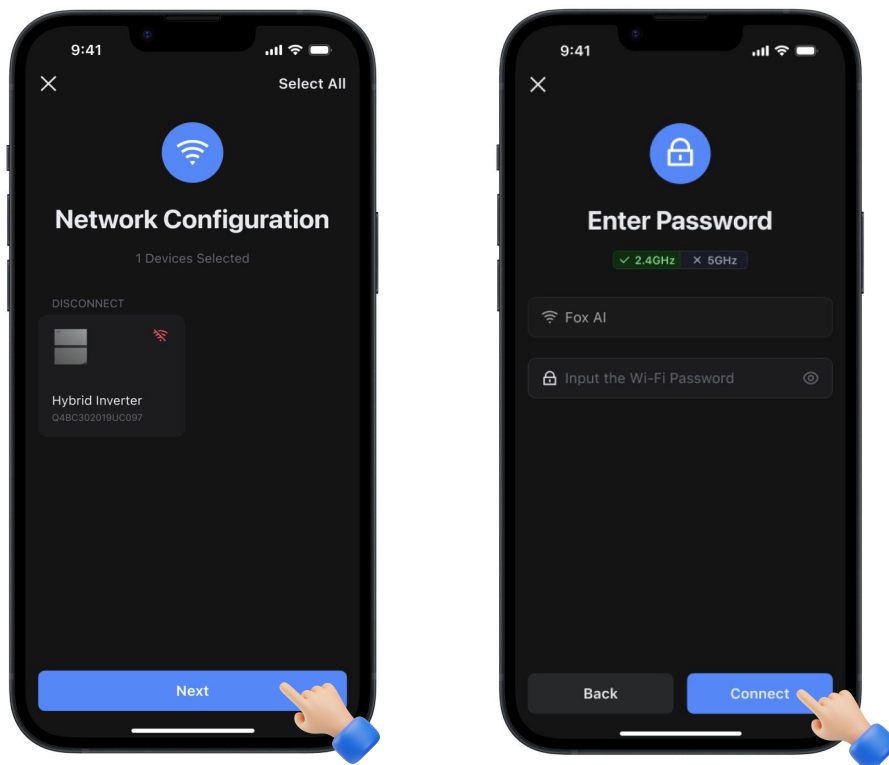 9:41
Select All
Network Configuration
1 Devices Selected
DISCONNECT
Hybrid Inverter
Q4BC302019UC097
Next
9:41
Enter Password
2.4GHz 5GHz
Fox AI
Input the Wi-Fi Password
Back Connect